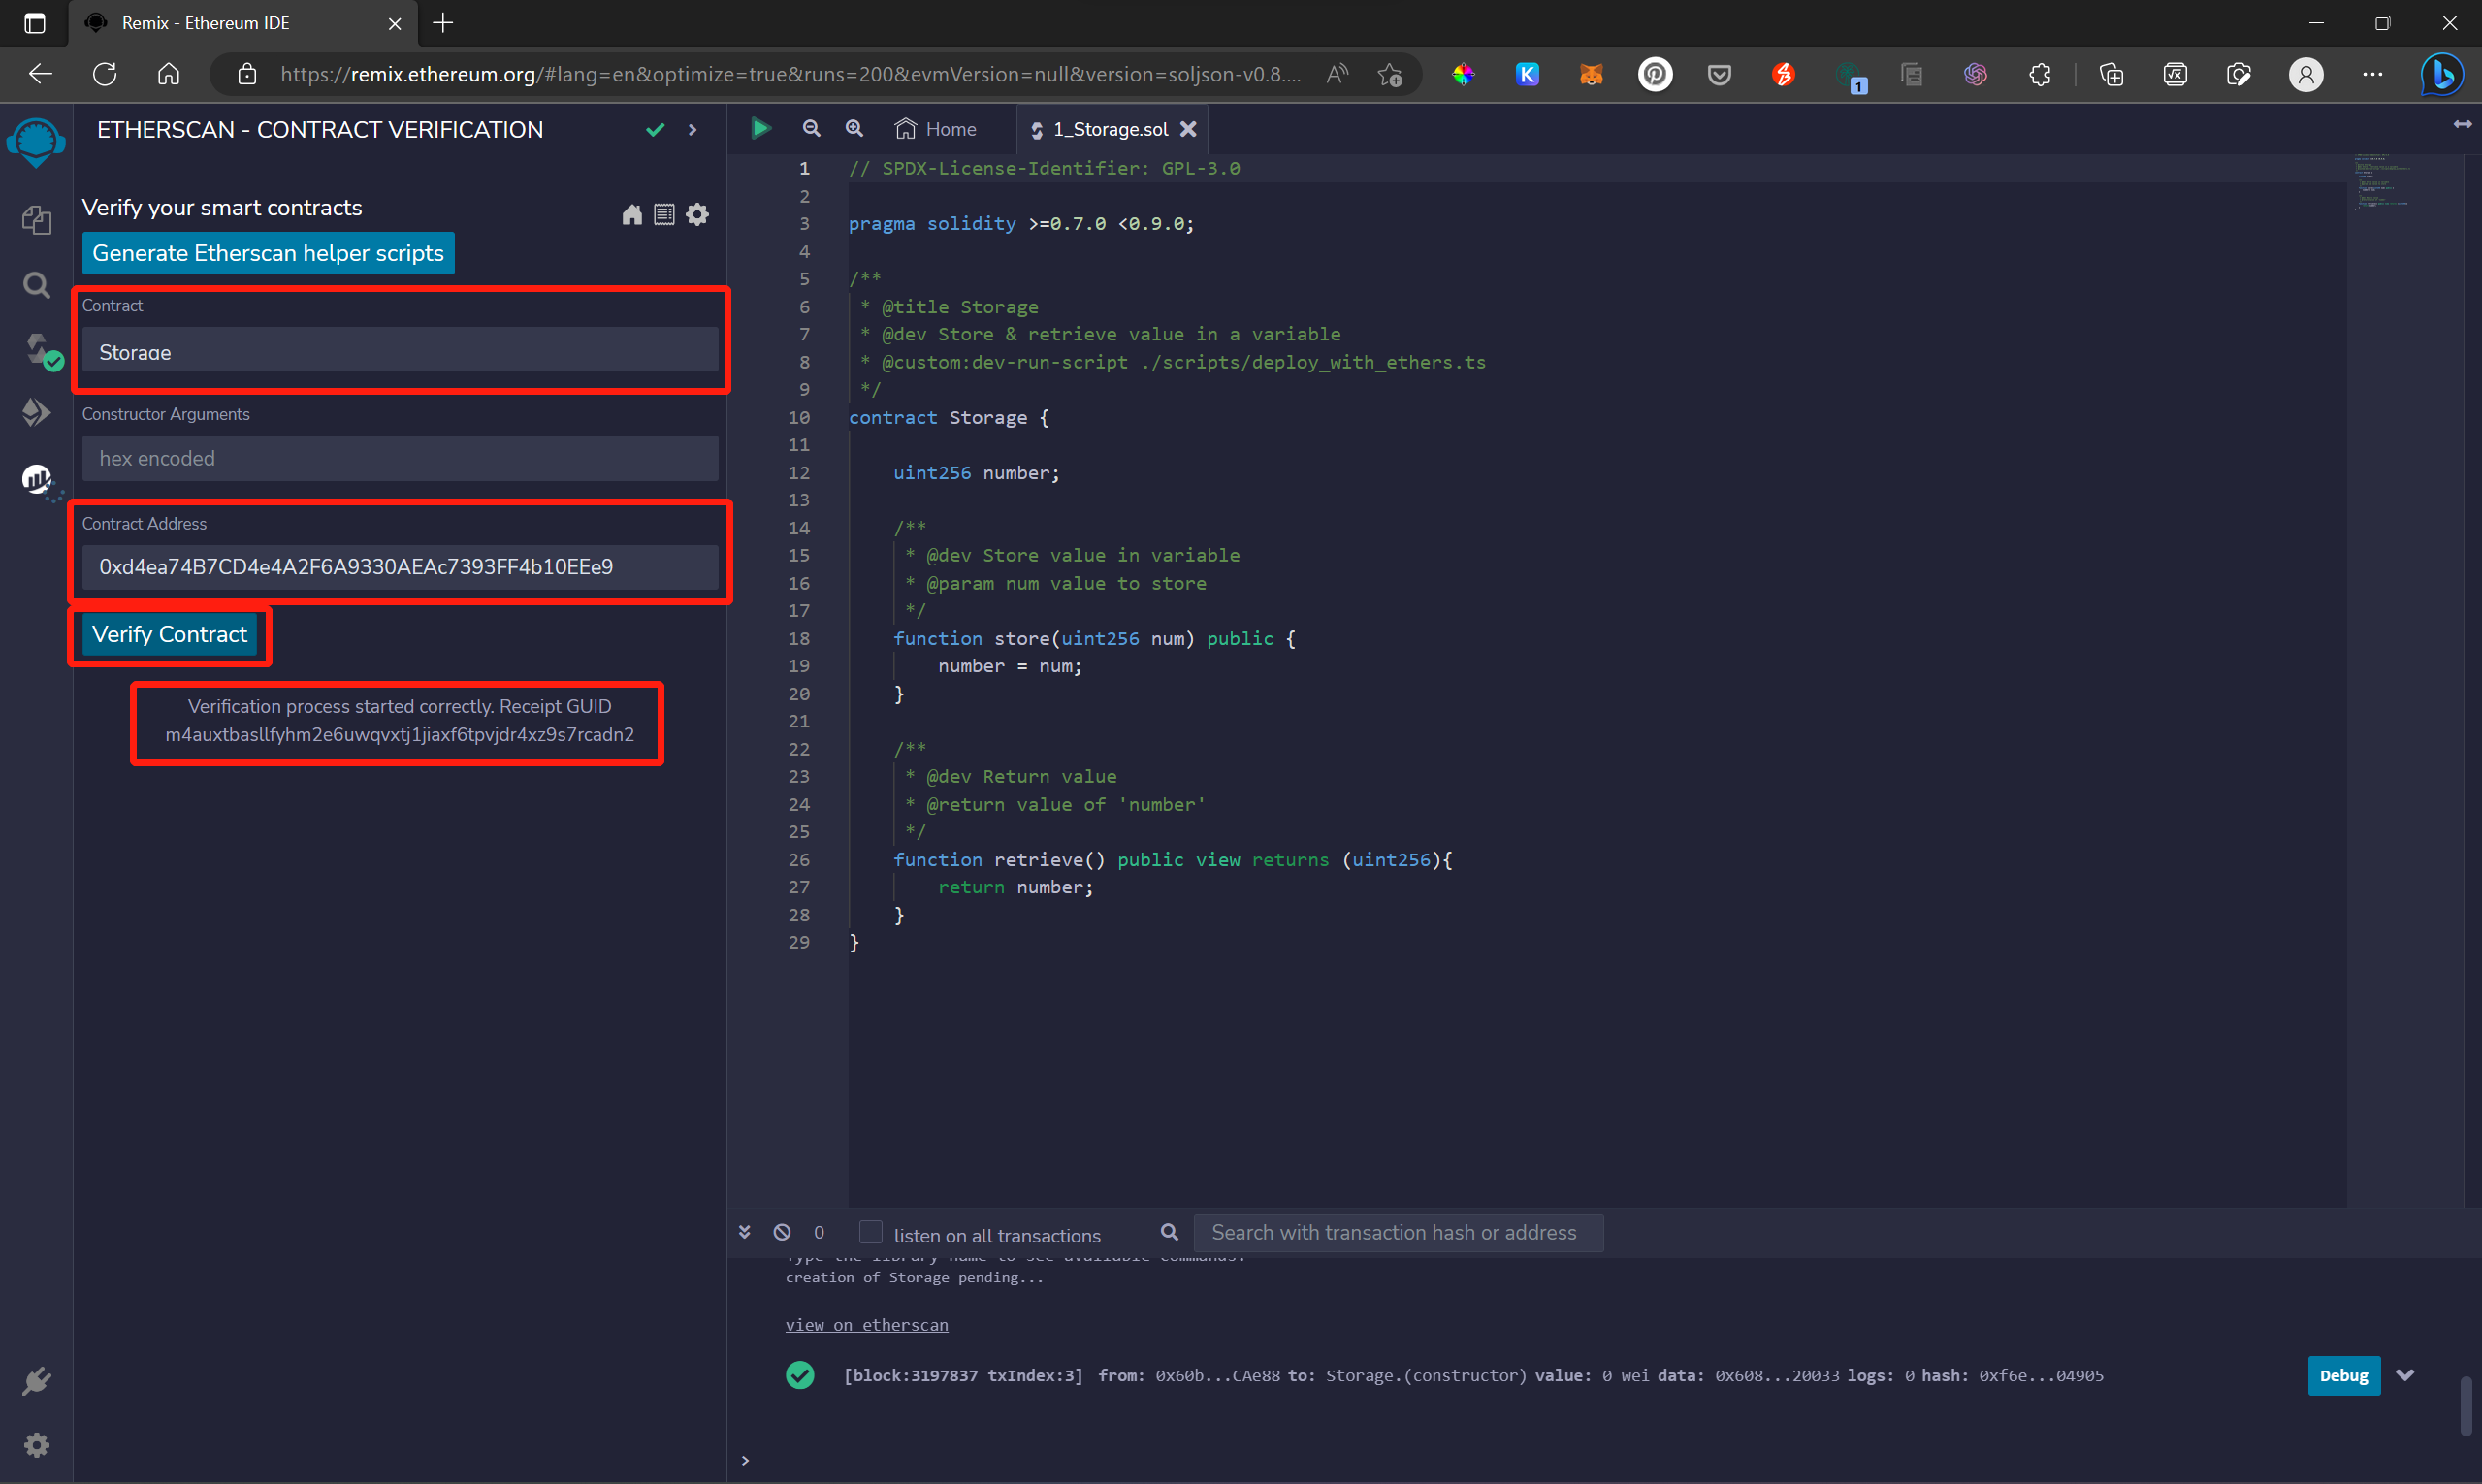 Remix - Ethereum IDE
https://remix.ethereum.org/#lang=en&optimize=true&runs=200&evmVersion=null&version=soljson-v0.8....
1
ETHERSCAN - CONTRACT VERIFICATION
Verify your smart contracts
Generate Etherscan helper scripts
Contract
Storage
Constructor Arguments
hex encoded
Contract Address
0xd4ea74B7CD4e4A2F6A9330AEAc7393FF4b10EEe9
Verify Contract
Verification process started correctly. Receipt GUID
m4auxtbasllfyhm2e6uwqvxtj1jiaxf6tpvjdr4xz9s7rcadn2
Home
1_Storage.sol
1 // SPDX-License-Identifier: GPL-3.0
2
3 pragma solidity >=0.7.0 <0.9.0;
4
5 /**
6 * @title Storage
7 * @dev Store & retrieve value in a variable
8 * @custom:dev-run-script ./scripts/deploy_with_ethers.ts
9 */
10 contract Storage {
11
12 uint256 number;
13
14 /**
15 * @dev Store value in variable
16 * @param num value to store
17 */
18 function store(uint256 num) public {
19 number = num;
20 }
21
22 /**
23 * @dev Return value
24 * @return value of 'number'
25 */
26 function retrieve() public view returns (uint256){
27 return number;
28 }
29 }
0
listen on all transactions
Search with transaction hash or address
Type the library name to see available commands.
creation of Storage pending...
view on etherscan
[block:3197837 txIndex:3] from: 0x60b...CAe88 to: Storage.(constructor) value: 0 wei data: 0x608...20033 logs: 0 hash: 0xf6e...04905
Debug
>